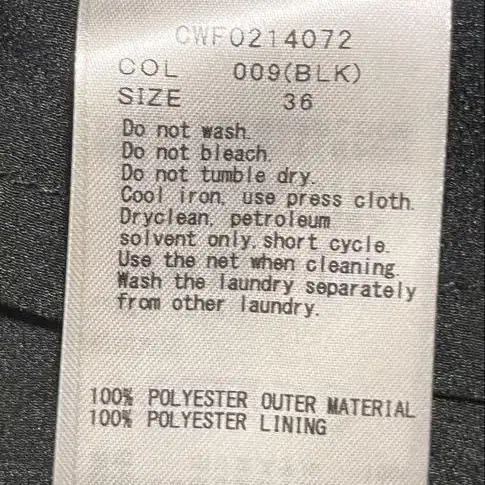 CWFO214072
COL 009(BLK)
SIZE 36
Do not wash.
Do not bleach.
Do not tumble dry.
Cool iron, use press cloth.
Dryclean, petroleum
solvent only, short cycle.
Use the net when cleaning.
Wash the laundry separately
from other laundry.
100% POLYESTER OUTER MATERIAL
100% POLYESTER LINING